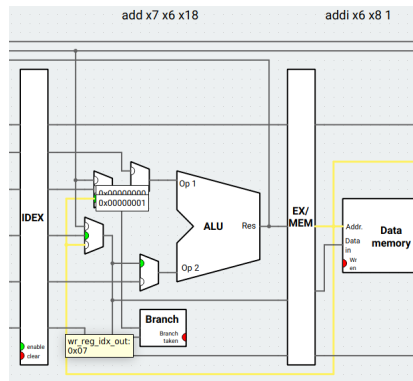 add x7 x6 x18
addi x6 x8 1
Op 1
0x00000000
0x00000001
IDEX
ALU
Res
EX/
MEM
Addr.
Data
in
Wr
en
Data
memory
Op 2
Branch
Branch
taken
wr_reg_idx_out:
0x07
enable
clear